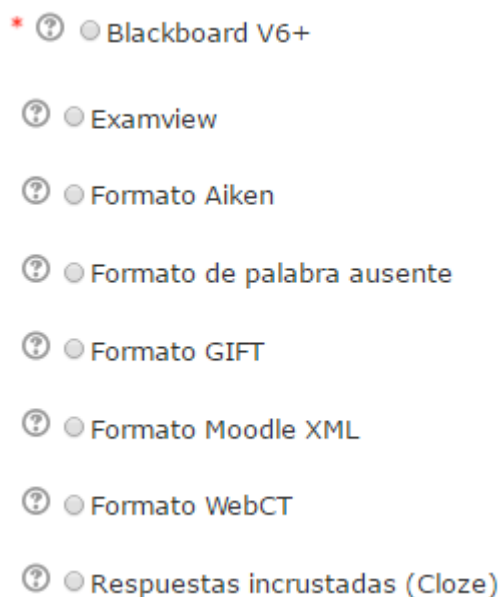 * Blackboard V6+
Examview
Formato Aiken
Formato de palabra ausente
Formato GIFT
Formato Moodle XML
Formato WebCT
Respuestas incrustadas (Cloze)